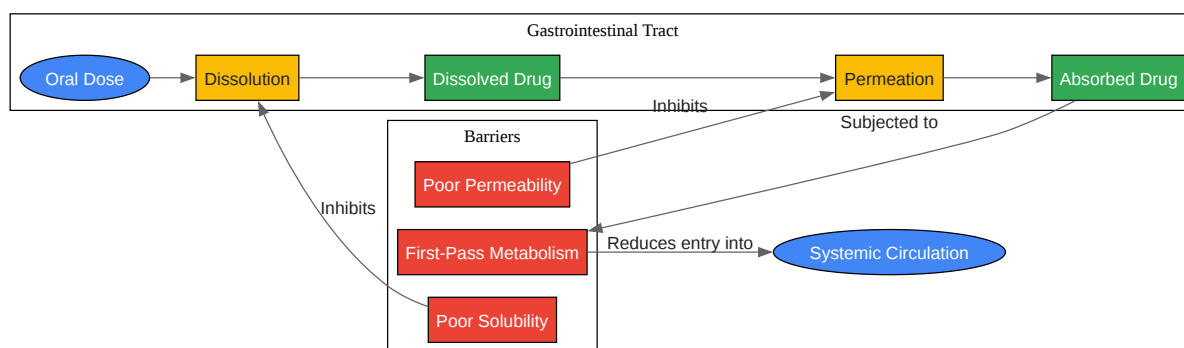 Gastrointestinal Tract
Oral Dose
Dissolution
Dissolved Drug
Permeation
Absorbed Drug
Inhibits
Subjected to
Barriers
Poor Permeability
Inhibits
First-Pass Metabolism
Reduces entry into
Systemic Circulation
Poor Solubility